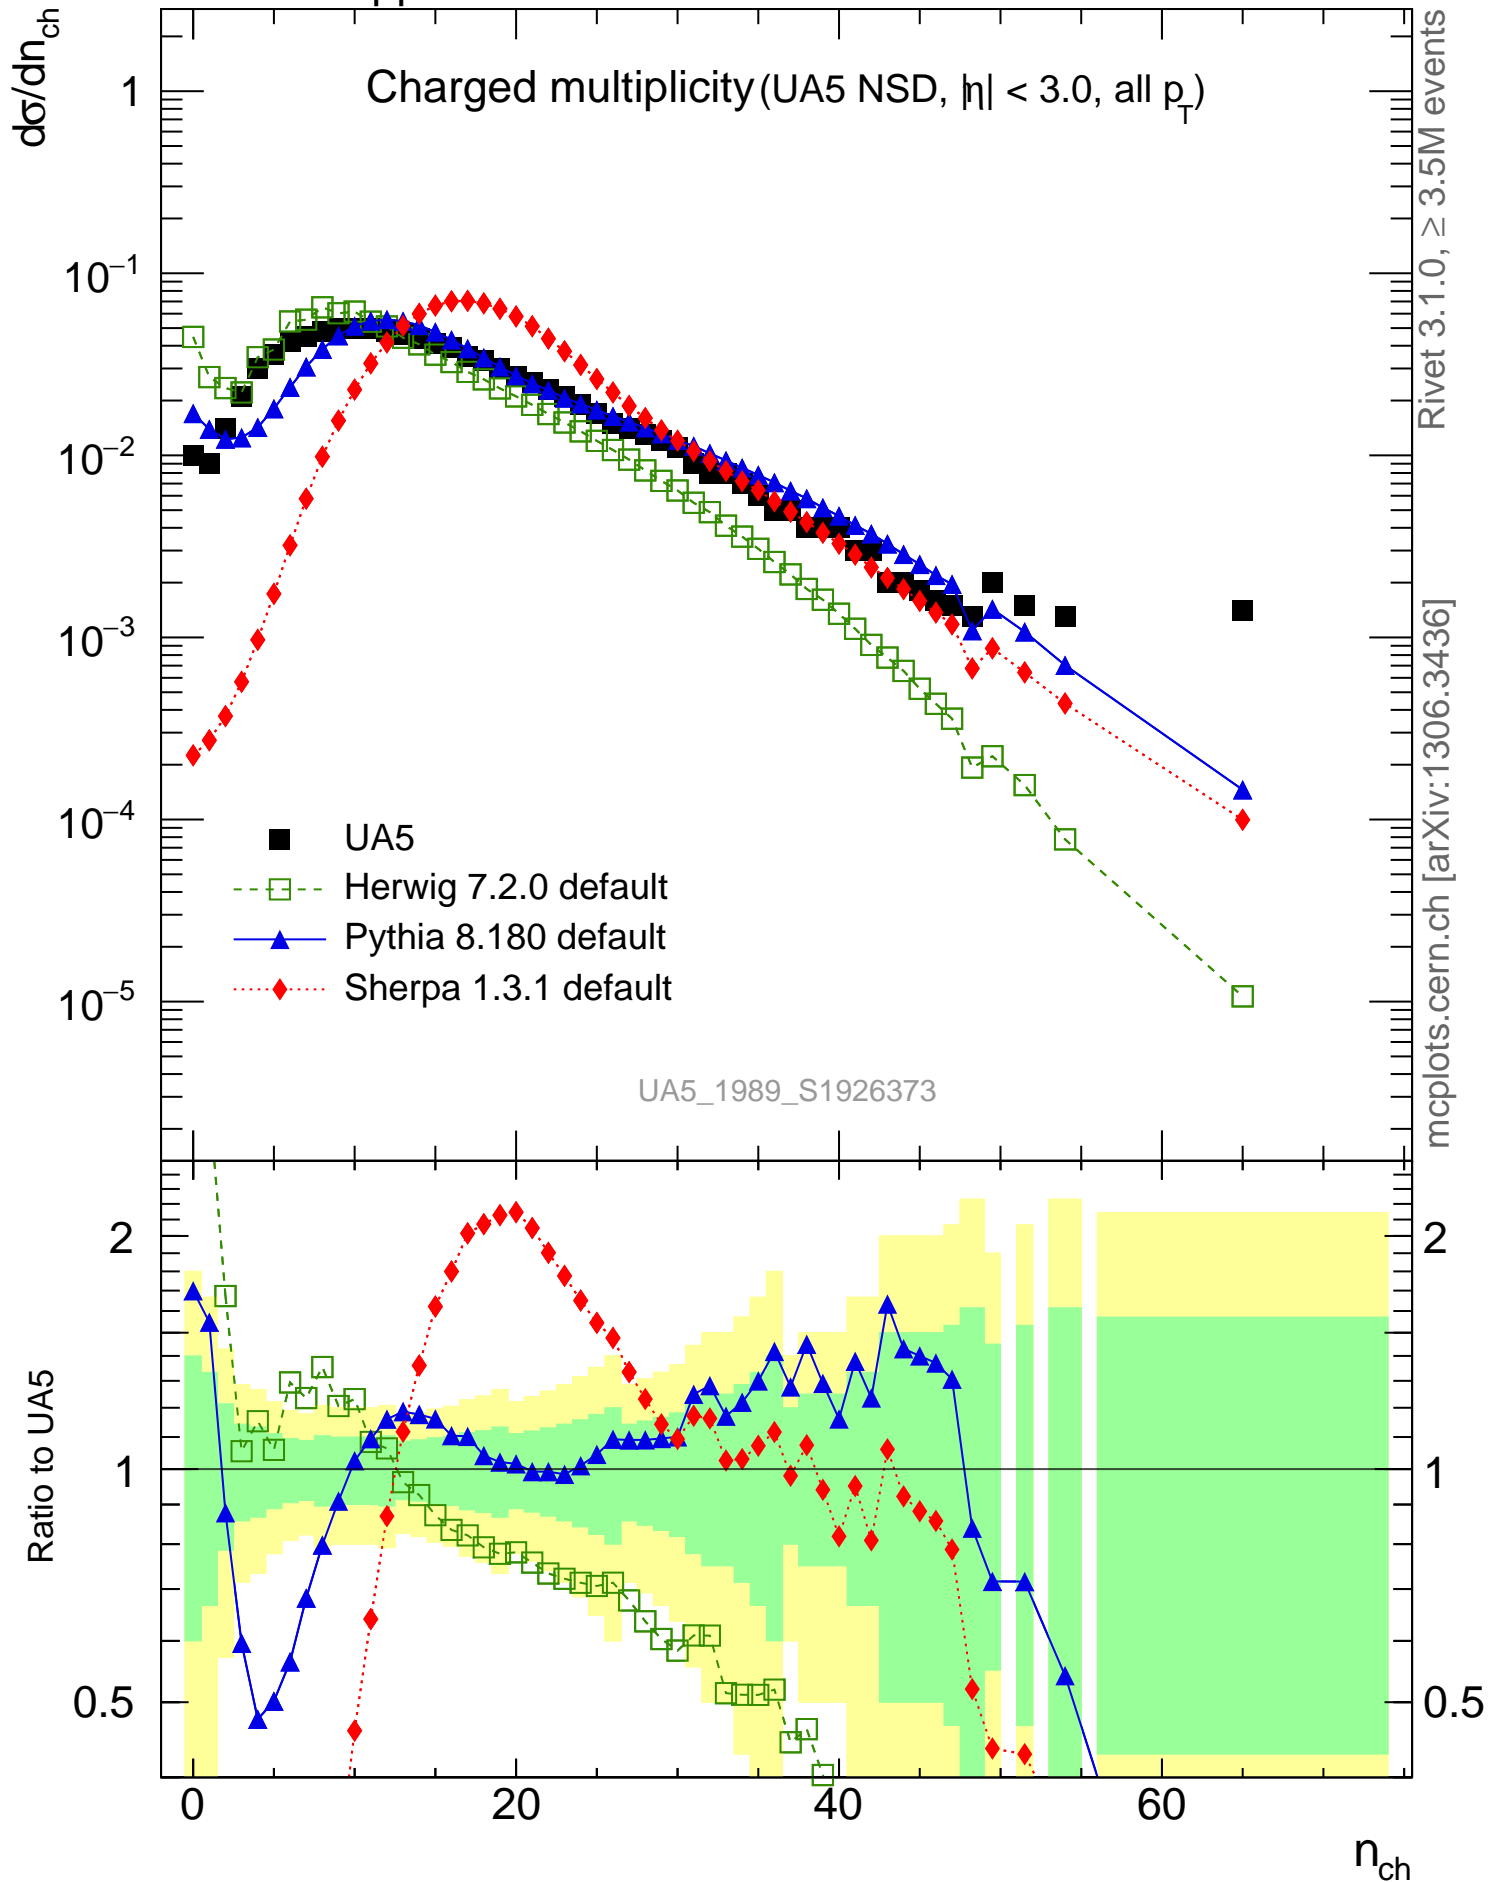 pp
dσ/dn_ch
Charged multiplicity (UA5 NSD, |η| < 3.0, all p_T)
1
10^−1
10^−2
10^−3
10^−4
10^−5
UA5
Herwig 7.2.0 default
Pythia 8.180 default
Sherpa 1.3.1 default
UA5_1989_S1926373
Rivet 3.1.0, ≥ 3.5M events
mcplots.cern.ch [arXiv:1306.3436]
Ratio to UA5
2
1
0.5
2
1
0.5
0 20 40 60
n_ch